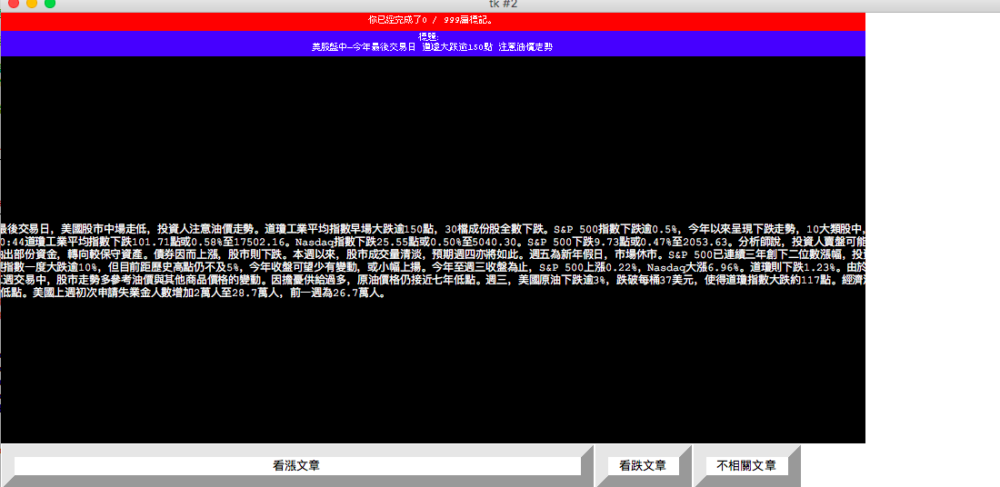 tk #2
你已經完成了0 / 999篇標記。
標題:
美股盤中—今年最後交易日 道瓊大跌逾150點 注意油價走勢
最後交易日，美國股市中場走低，投資人注意油價走勢。道瓊工業平均指數早場大跌逾150點，30檔成份股全數下跌。S&P 500指數下跌逾0.5%，今年以來呈現下跌走勢，10大類股中，
0:44道瓊工業平均指數下跌101.71點或0.58%至17502.16。Nasdaq指數下跌25.55點或0.50%至5040.30。S&P 500下跌9.73點或0.47%至2053.63。分析師說，投資人賣盤可能
出部份資金，轉向較保守資產。債券因而上漲，股市則下跌。本週以來，股市成交量清淡，預期週四亦將如此。週五為新年假日，市場休市。S&P 500已連續三年創下二位數漲幅，投
指數一度大跌逾10%，但目前距歷史高點仍不及5%，今年收盤可望少有變動，或小幅上揚。今年至週三收盤為止，S&P 500上漲0.22%，Nasdaq大漲6.96%。道瓊則下跌1.23%。由於
週交易中，股市走勢多參考油價與其他商品價格的變動。因擔憂供給過多，原油價格仍接近七年低點。週三，美國原油下跌逾3%，跌破每桶37美元，使得道瓊指數大跌約117點。經濟
低點。美國上週初次申請失業金人數增加2萬人至28.7萬人，前一週為26.7萬人。
看漲文章 看跌文章 不相關文章